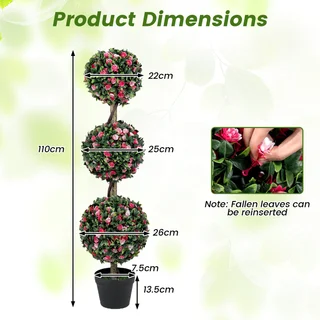 Product Dimensions
22cm
110cm
25cm
Note: Fallen leaves can
be reinserted
26cm
7.5cm
13.5cm